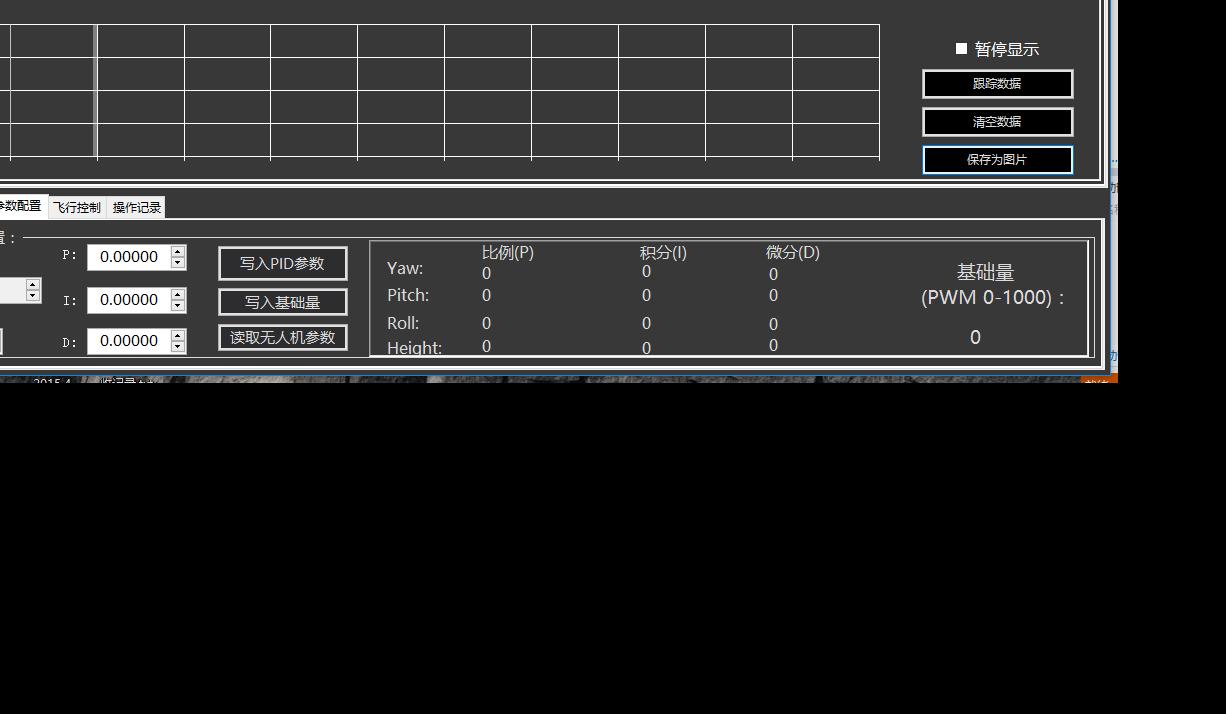 暂停显示
跟踪数据
清空数据
保存为图片
参数配置 飞行控制 操作记录
置：
P: 0.00000
I: 0.00000
D: 0.00000
写入PID参数
写入基础量
读取无人机参数
比例(P) 积分(I) 微分(D)
Yaw: 0 0 0
Pitch: 0 0 0
Roll: 0 0 0
Height: 0 0 0
基础量
(PWM 0-1000)：
0